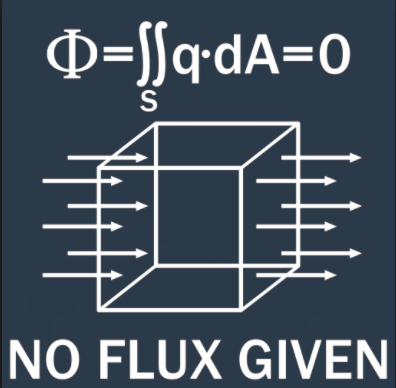 Φ=∬q·dA=0
S
NO FLUX GIVEN